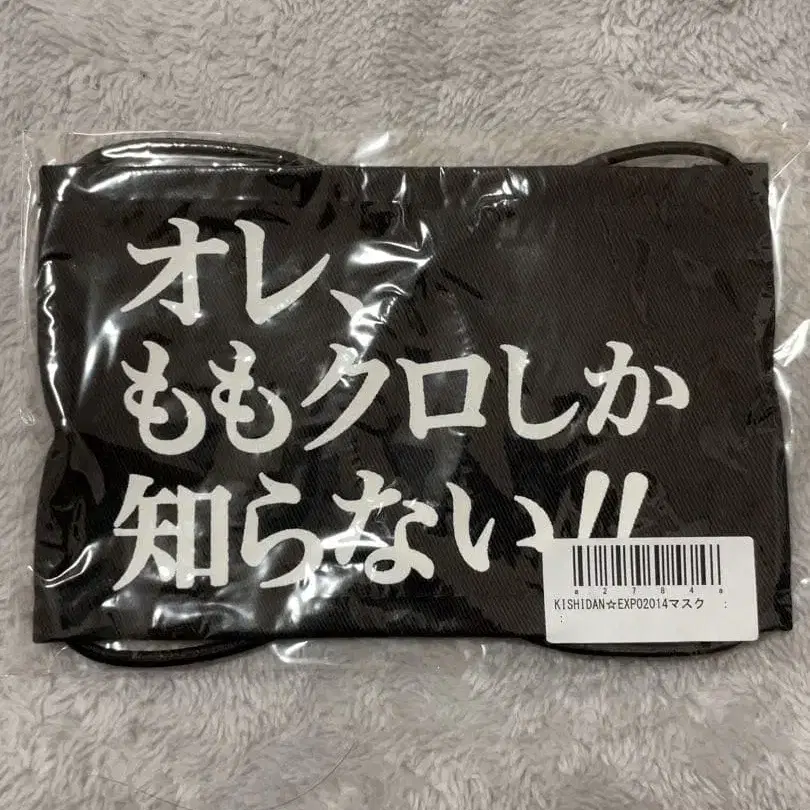 オレ、
ももクロしか
知らない!!
a2784a
KISHIDAN☆EXPO2014マスク :
: